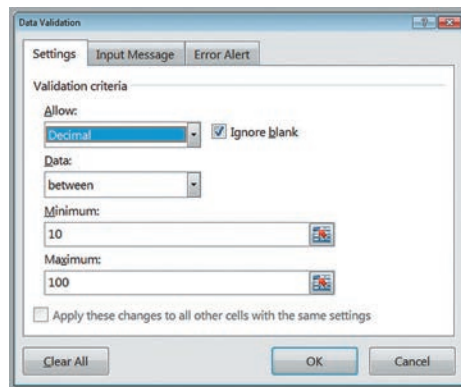 Data Validation
Settings Input Message Error Alert
Validation criteria
Allow:
Decimal Ignore blank
Data:
between
Minimum:
10
Maximum:
100
Apply these changes to all other cells with the same settings
Clear All OK Cancel